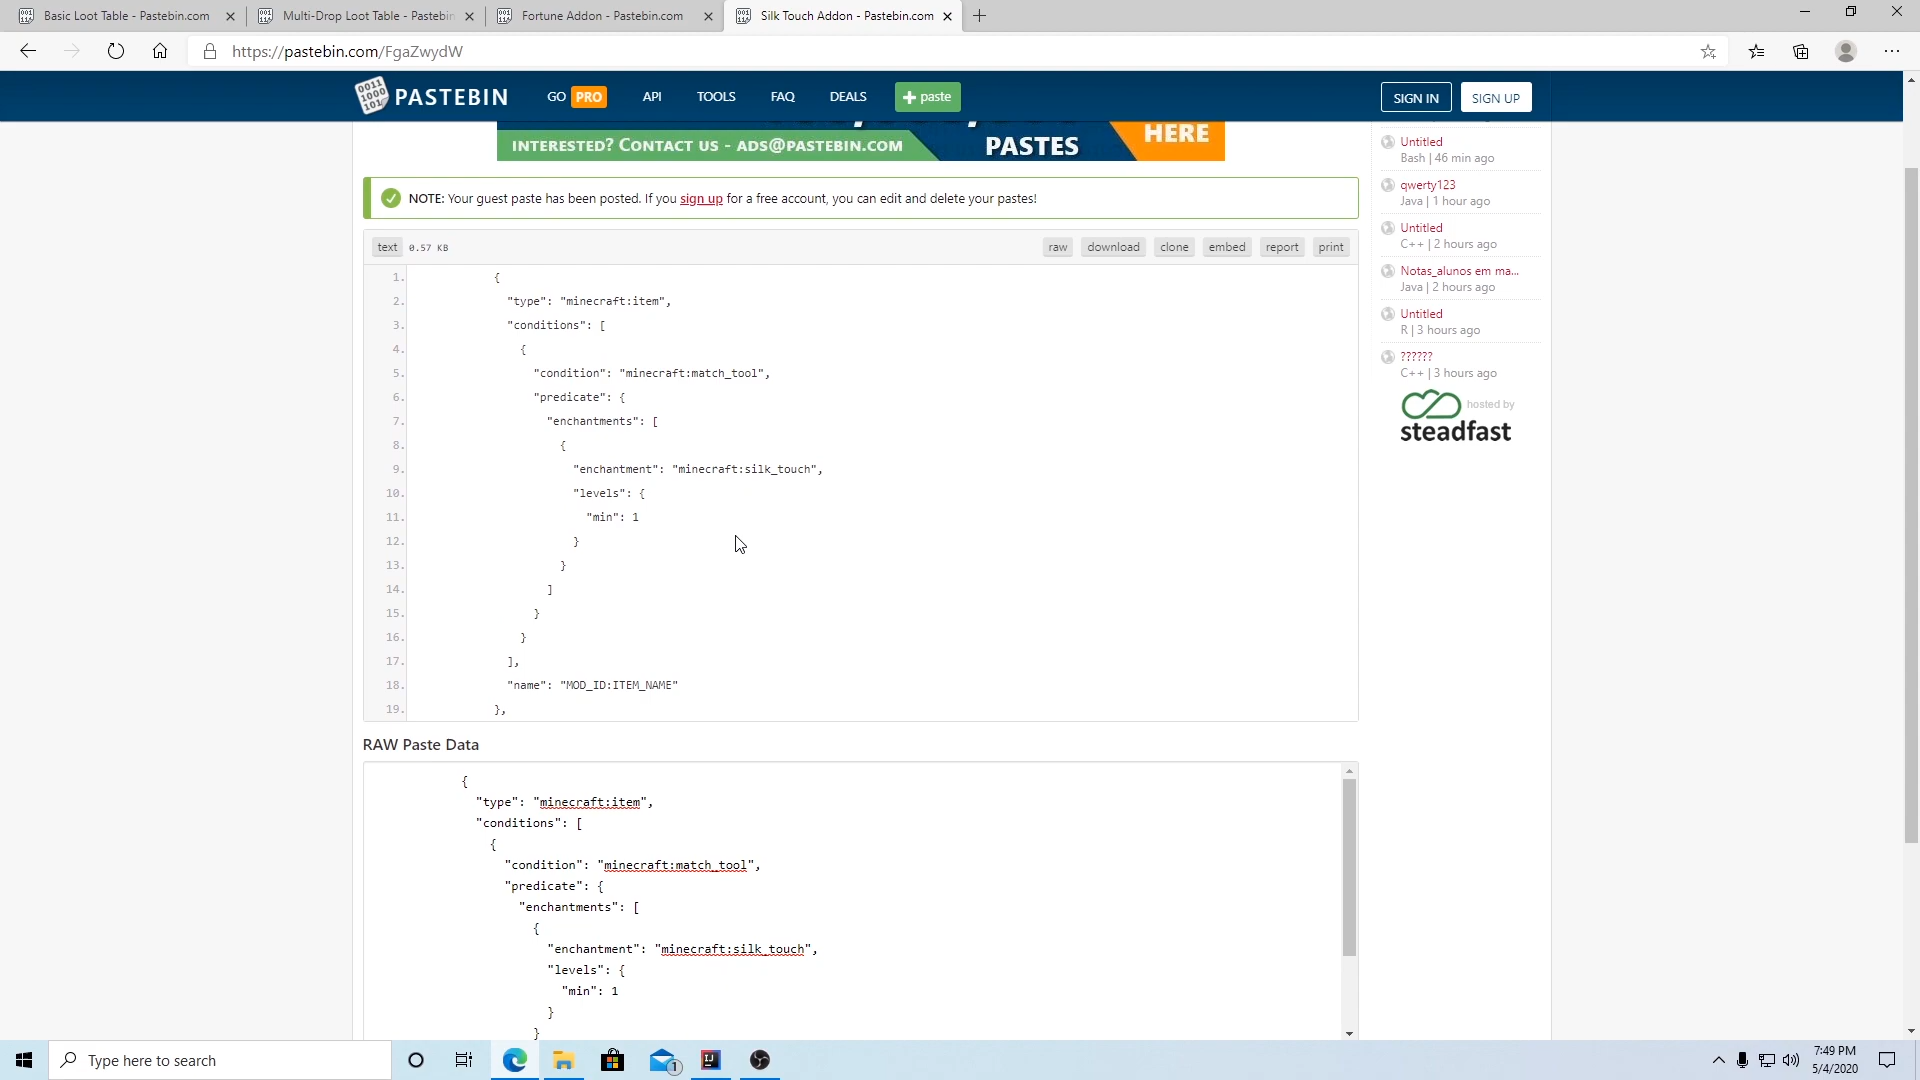 Basic Loot Table - Pastebin.com
Multi-Drop Loot Table - Pastebin
Fortune Addon - Pastebin.com
Silk Touch Addon - Pastebin.com
https://pastebin.com/FgaZwydW
PASTEBIN
GO PRO
API
TOOLS
FAQ
DEALS
+ paste
SIGN IN
SIGN UP
INTERESTED? CONTACT US - ADS@PASTEBIN.COM
PASTES
HERE
NOTE: Your guest paste has been posted. If you sign up for a free account, you can edit and delete your pastes!
text 0.57 KB
raw
download
clone
embed
report
print
1. {
2. "type": "minecraft:item",
3. "conditions": [
4. {
5. "condition": "minecraft:match_tool",
6. "predicate": {
7. "enchantments": [
8. {
9. "enchantment": "minecraft:silk_touch",
10. "levels": {
11. "min": 1
12. }
13. }
14. ]
15. }
16. }
17. ],
18. "name": "MOD_ID:ITEM_NAME"
19. },
RAW Paste Data
{
"type": "minecraft:item",
"conditions": [
{
"condition": "minecraft:match_tool",
"predicate": {
"enchantments": [
{
"enchantment": "minecraft:silk_touch",
"levels": {
"min": 1
}
}
Untitled
Bash | 46 min ago
qwerty123
Java | 1 hour ago
Untitled
C++ | 2 hours ago
Notas_alunos em ma...
Java | 2 hours ago
Untitled
R | 3 hours ago
??????
C++ | 3 hours ago
hosted by
steadfast
Type here to search
1
7:49 PM
5/4/2020